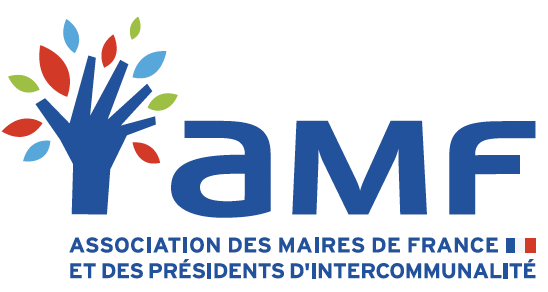 aMF
ASSOCIATION DES MAIRES DE FRANCE
ET DES PRÉSIDENTS D'INTERCOMMUNALITÉ